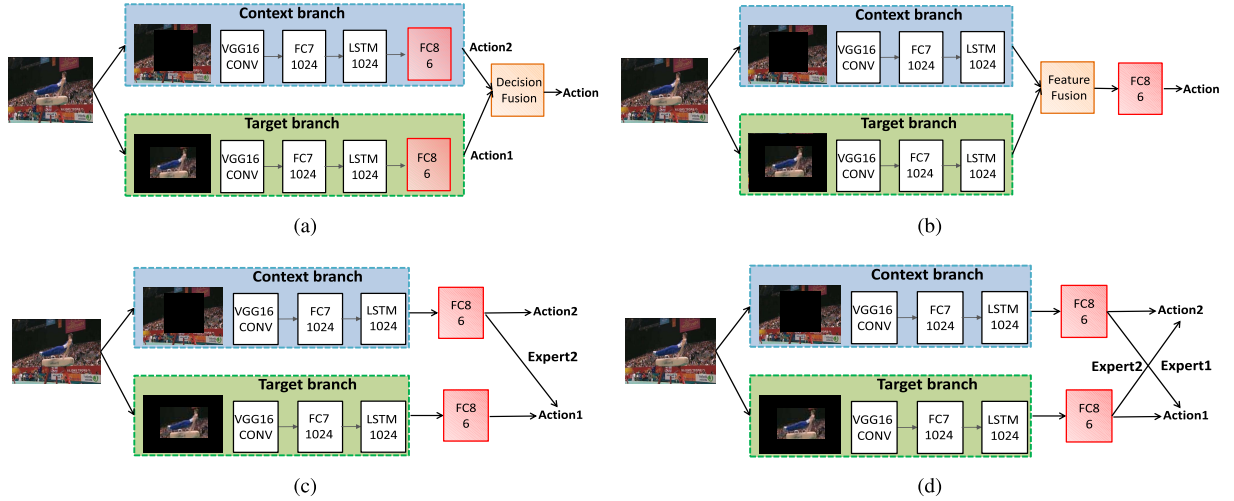 Context branch
VGG16
CONV
FC7
1024
LSTM
1024
FC8
6
Action2
Decision
Fusion
Action
Target branch
VGG16
CONV
FC7
1024
LSTM
1024
FC8
6
Action1
(a)
Context branch
VGG16
CONV
FC7
1024
LSTM
1024
Feature
Fusion
FC8
6
Action
Target branch
VGG16
CONV
FC7
1024
LSTM
1024
(b)
Context branch
VGG16
CONV
FC7
1024
LSTM
1024
FC8
6
Action2
Expert2
Target branch
VGG16
CONV
FC7
1024
LSTM
1024
FC8
6
Action1
(c)
Context branch
VGG16
CONV
FC7
1024
LSTM
1024
FC8
6
Action2
Expert2
Expert1
Target branch
VGG16
CONV
FC7
1024
LSTM
1024
FC8
6
Action1
(d)